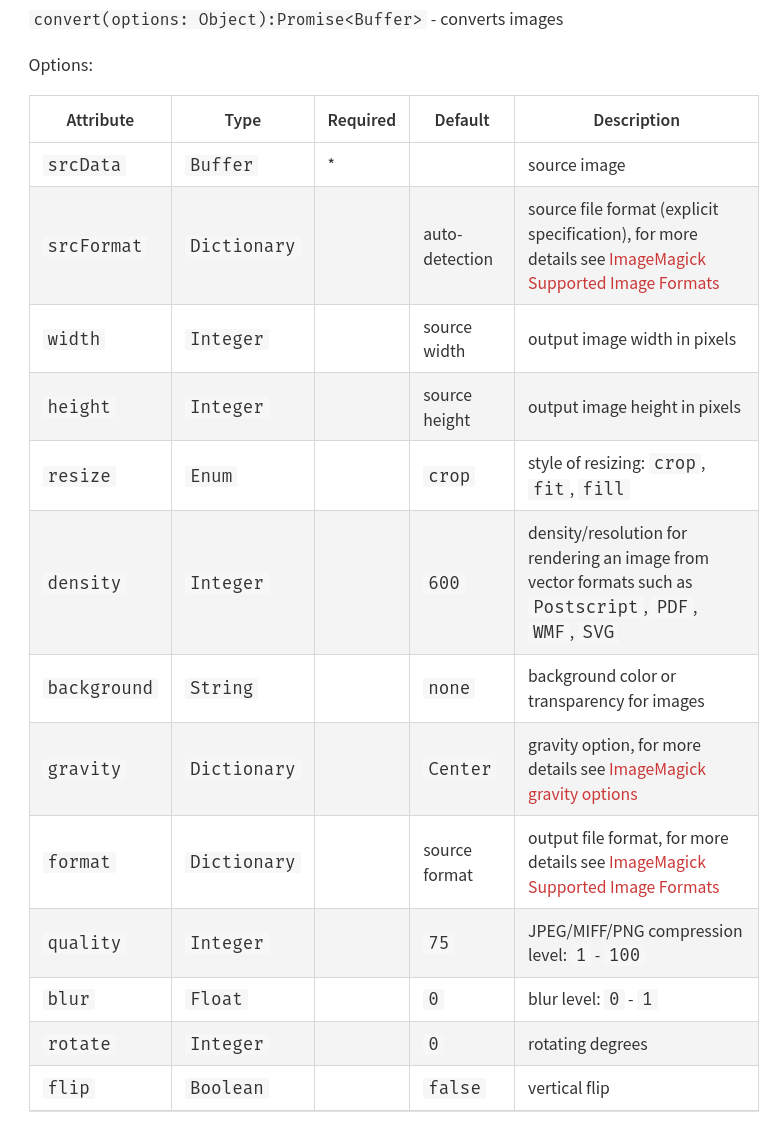 convert(options: Object):Promise<Buffer> - converts images
Options:
Attribute Type Required Default Description
srcData Buffer * source image
srcFormat Dictionary auto-detection source file format (explicit specification), for more details see ImageMagick Supported Image Formats
width Integer source width output image width in pixels
height Integer source height output image height in pixels
resize Enum crop style of resizing: crop, fit, fill
density Integer 600 density/resolution for rendering an image from vector formats such as Postscript, PDF, WMF, SVG
background String none background color or transparency for images
gravity Dictionary Center gravity option, for more details see ImageMagick gravity options
format Dictionary source format output file format, for more details see ImageMagick Supported Image Formats
quality Integer 75 JPEG/MIFF/PNG compression level: 1 - 100
blur Float 0 blur level: 0 - 1
rotate Integer 0 rotating degrees
flip Boolean false vertical flip